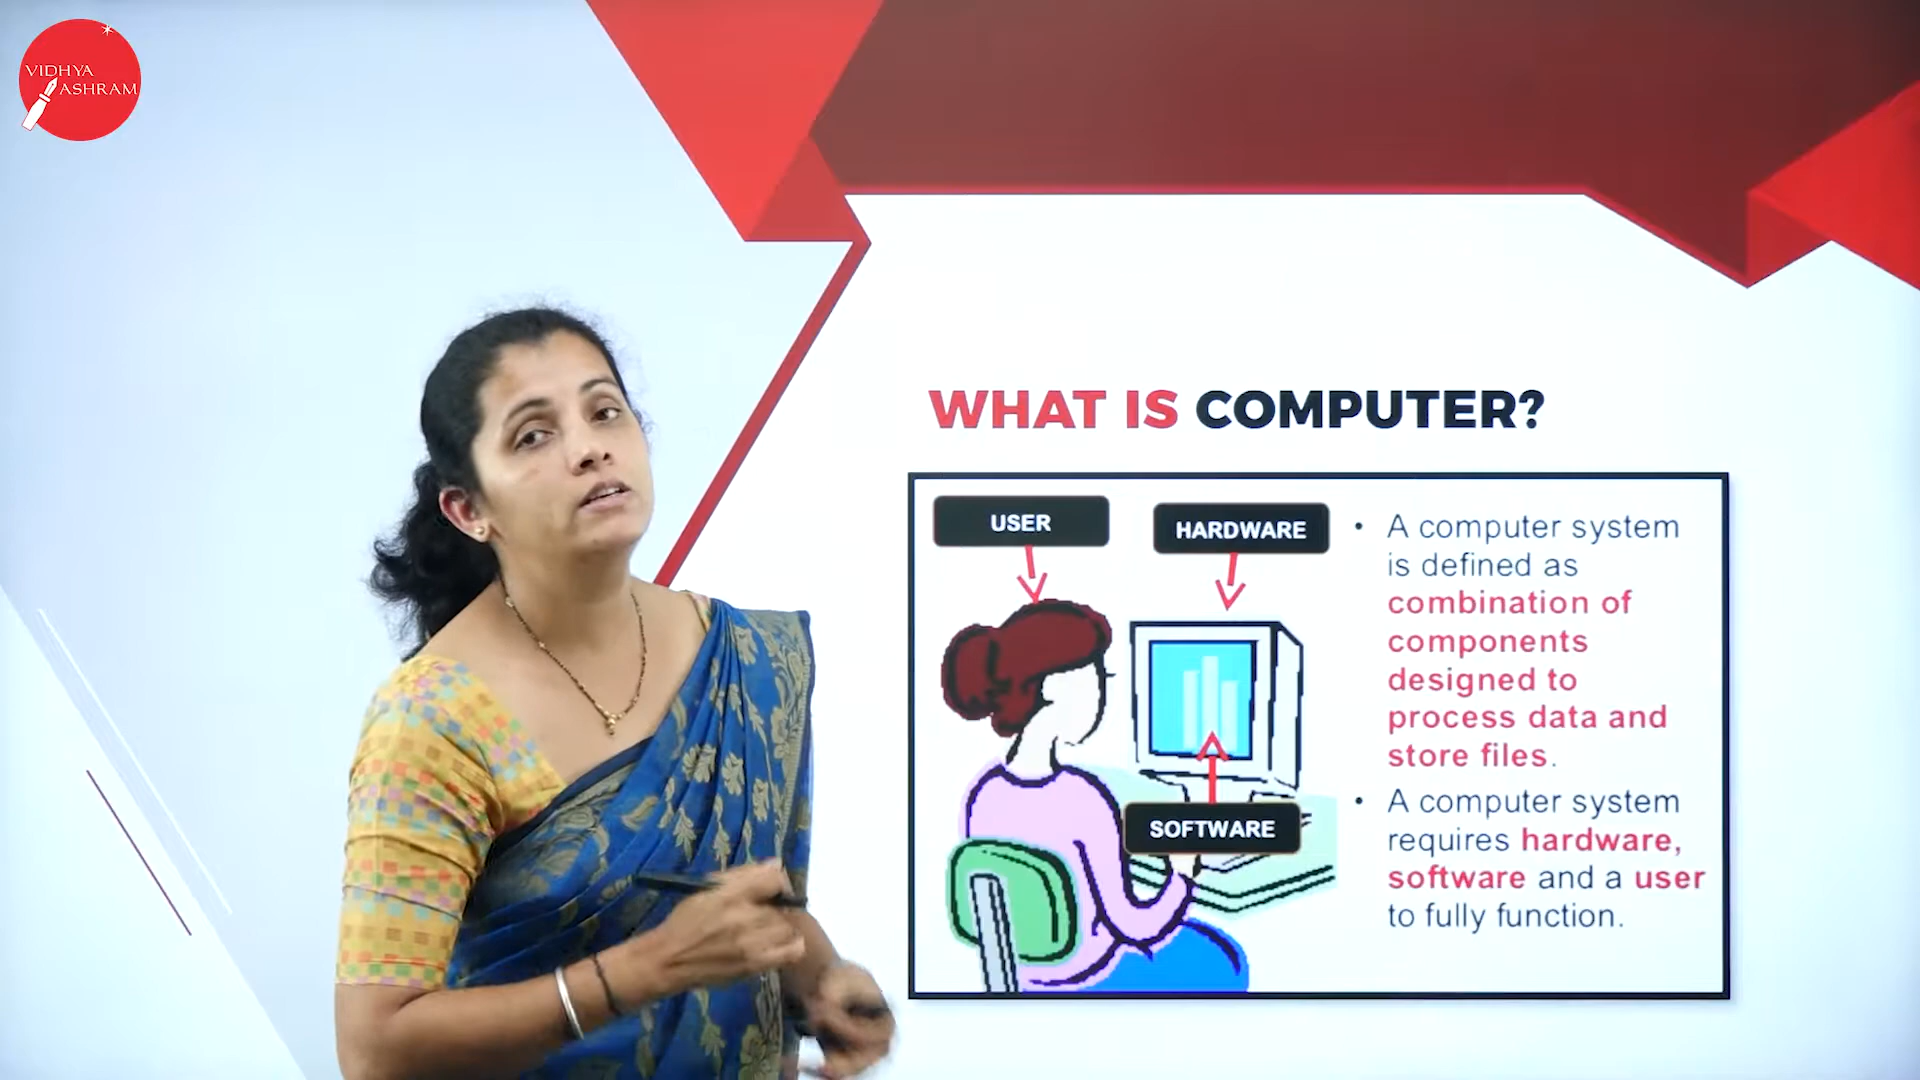 VIDHYA
ASHRAM
WHAT IS COMPUTER?
USER
HARDWARE
SOFTWARE
• A computer system
is defined as
combination of
components
designed to
process data and
store files.
• A computer system
requires hardware,
software and a user
to fully function.